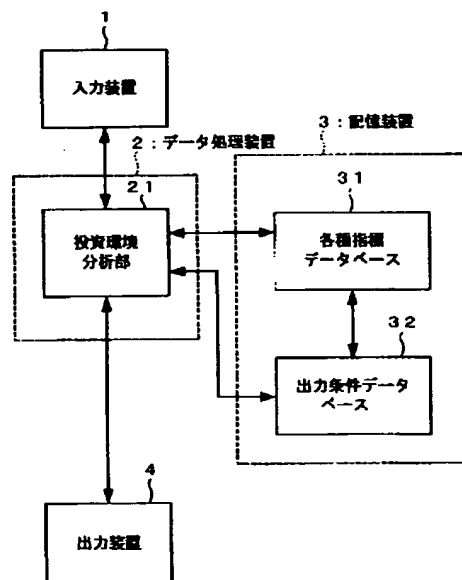 1
入力装置
2：データ処理装置
21
投資環境
分析部
3：記憶装置
31
各種指標
データベース
32
出力条件データ
ベース
4
出力装置